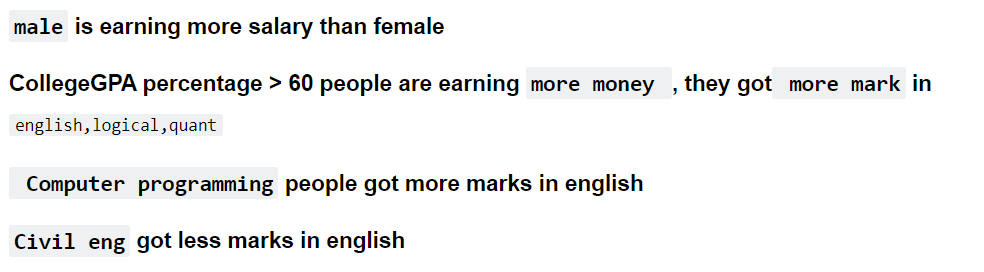 male is earning more salary than female
CollegeGPA percentage > 60 people are earning more money , they got more mark in
english,logical,quant
Computer programming people got more marks in english
Civil eng got less marks in english